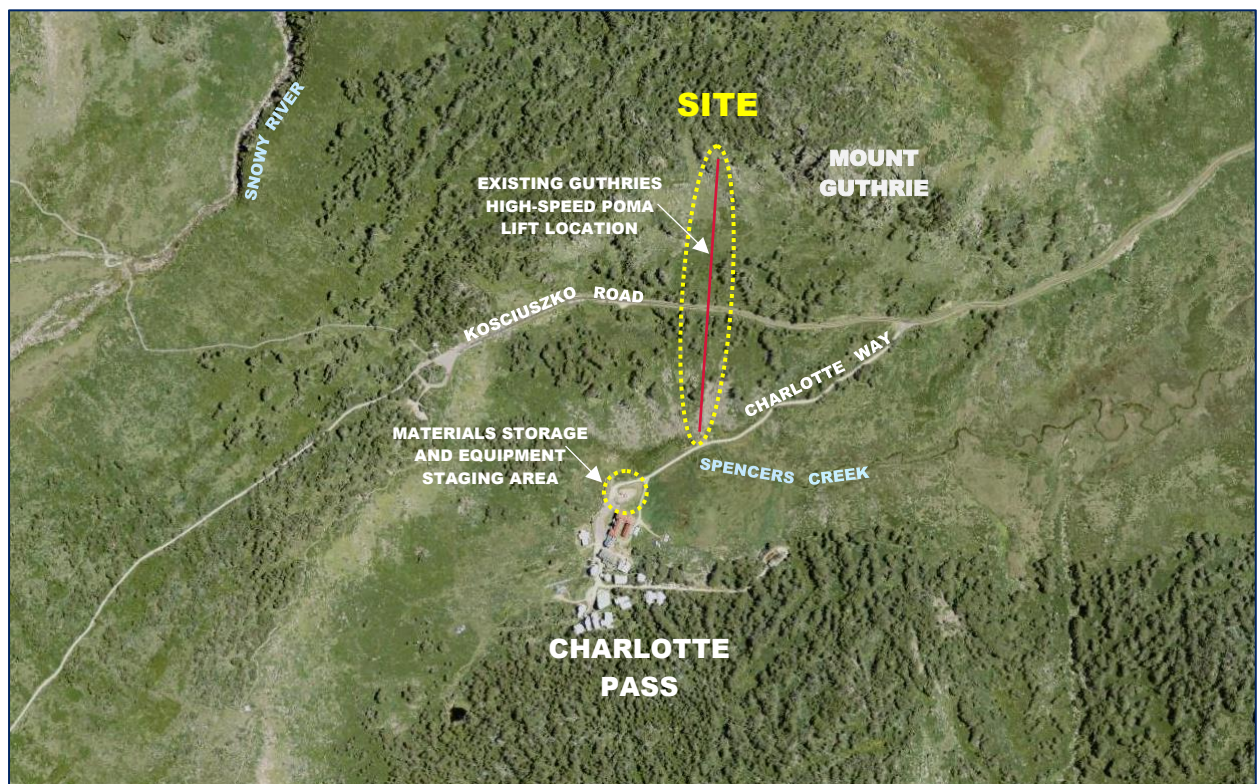 SITE
SNOWY RIVER
MOUNT
GUTHRIE
EXISTING GUTHRIES
HIGH-SPEED POMA
LIFT LOCATION
KOSCIUSZKO ROAD
CHARLOTTE WAY
MATERIALS STORAGE
AND EQUIPMENT
STAGING AREA
SPENCERS CREEK
CHARLOTTE
PASS